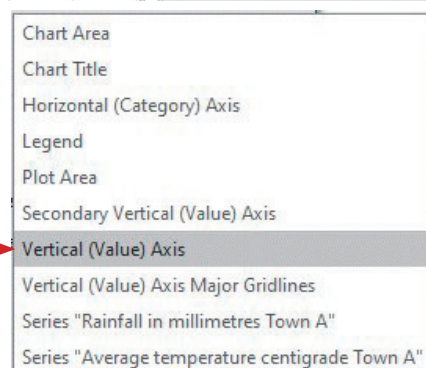 Chart Area
Chart Title
Horizontal (Category) Axis
Legend
Plot Area
Secondary Vertical (Value) Axis
Vertical (Value) Axis
Vertical (Value) Axis Major Gridlines
Series "Rainfall in millimetres Town A"
Series "Average temperature centigrade Town A"